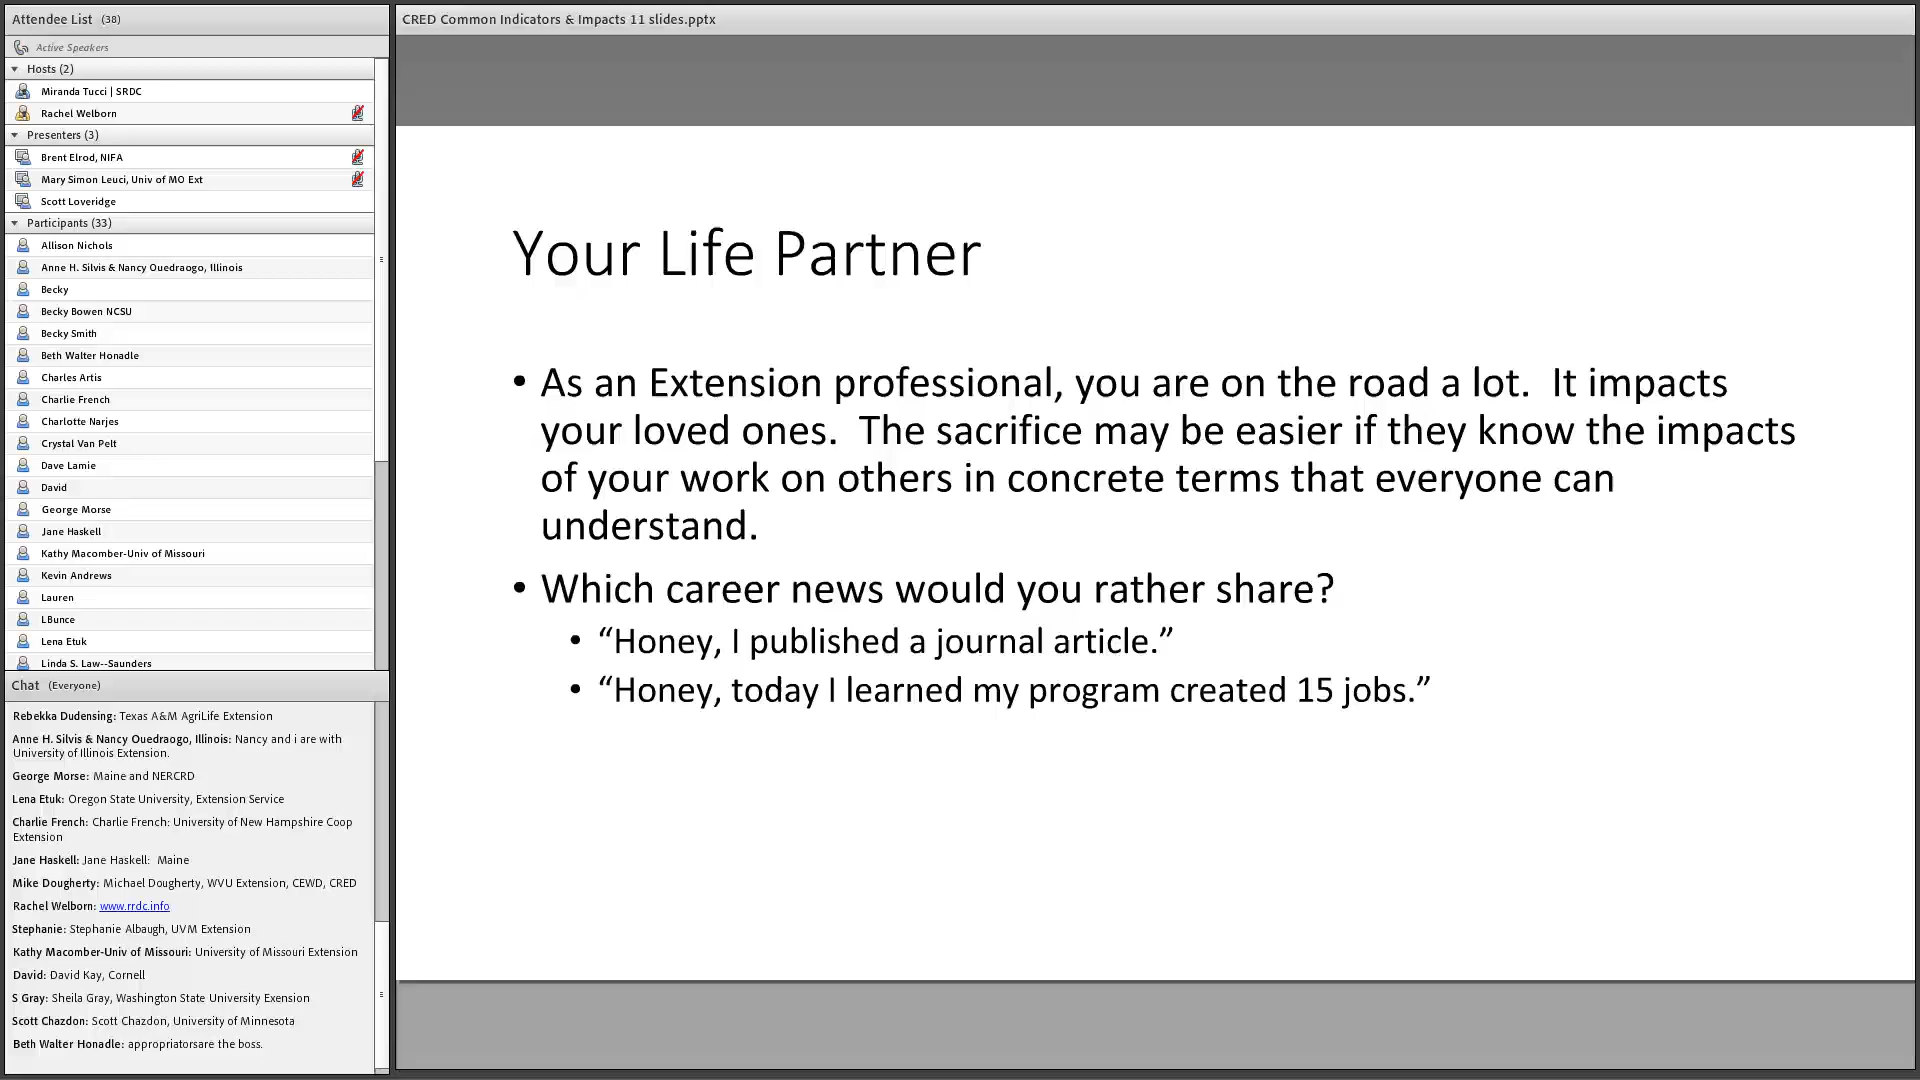 Attendee List (38)
Active Speakers
Hosts (2)
Miranda Tucci | SRDC
Rachel Welborn
Presenters (3)
Brent Elrod, NIFA
Mary Simon Leuci, Univ of MO Ext
Scott Loveridge
Participants (33)
Allison Nichols
Anne H. Silvis & Nancy Ouedraogo, Illinois
Becky
Becky Bowen NCSU
Becky Smith
Beth Walter Honadle
Charles Artis
Charlie French
Charlotte Narjes
Crystal Van Pelt
Dave Lamie
David
George Morse
Jane Haskell
Kathy Macomber-Univ of Missouri
Kevin Andrews
Lauren
LBunce
Lena Etuk
Linda S. Law--Saunders
Chat (Everyone)
Rebekka Dudensing: Texas A&M AgriLife Extension
Anne H. Silvis & Nancy Ouedraogo, Illinois: Nancy and i are with
University of Illinois Extension.
George Morse: Maine and NERCRD
Lena Etuk: Oregon State University, Extension Service
Charlie French: Charlie French: University of New Hampshire Coop
Extension
Jane Haskell: Jane Haskell: Maine
Mike Dougherty: Michael Dougherty, WVU Extension, CEWD, CRED
Rachel Welborn: www.rrdc.info
Stephanie: Stephanie Albaugh, UVM Extension
Kathy Macomber-Univ of Missouri: University of Missouri Extension
David: David Kay, Cornell
S Gray: Sheila Gray, Washington State University Exension
Scott Chazdon: Scott Chazdon, University of Minnesota
Beth Walter Honadle: appropriatorsare the boss.
CRED Common Indicators & Impacts 11 slides.pptx
Your Life Partner
• As an Extension professional, you are on the road a lot. It impacts
your loved ones. The sacrifice may be easier if they know the impacts
of your work on others in concrete terms that everyone can
understand.
• Which career news would you rather share?
• “Honey, I published a journal article.”
• “Honey, today I learned my program created 15 jobs.”